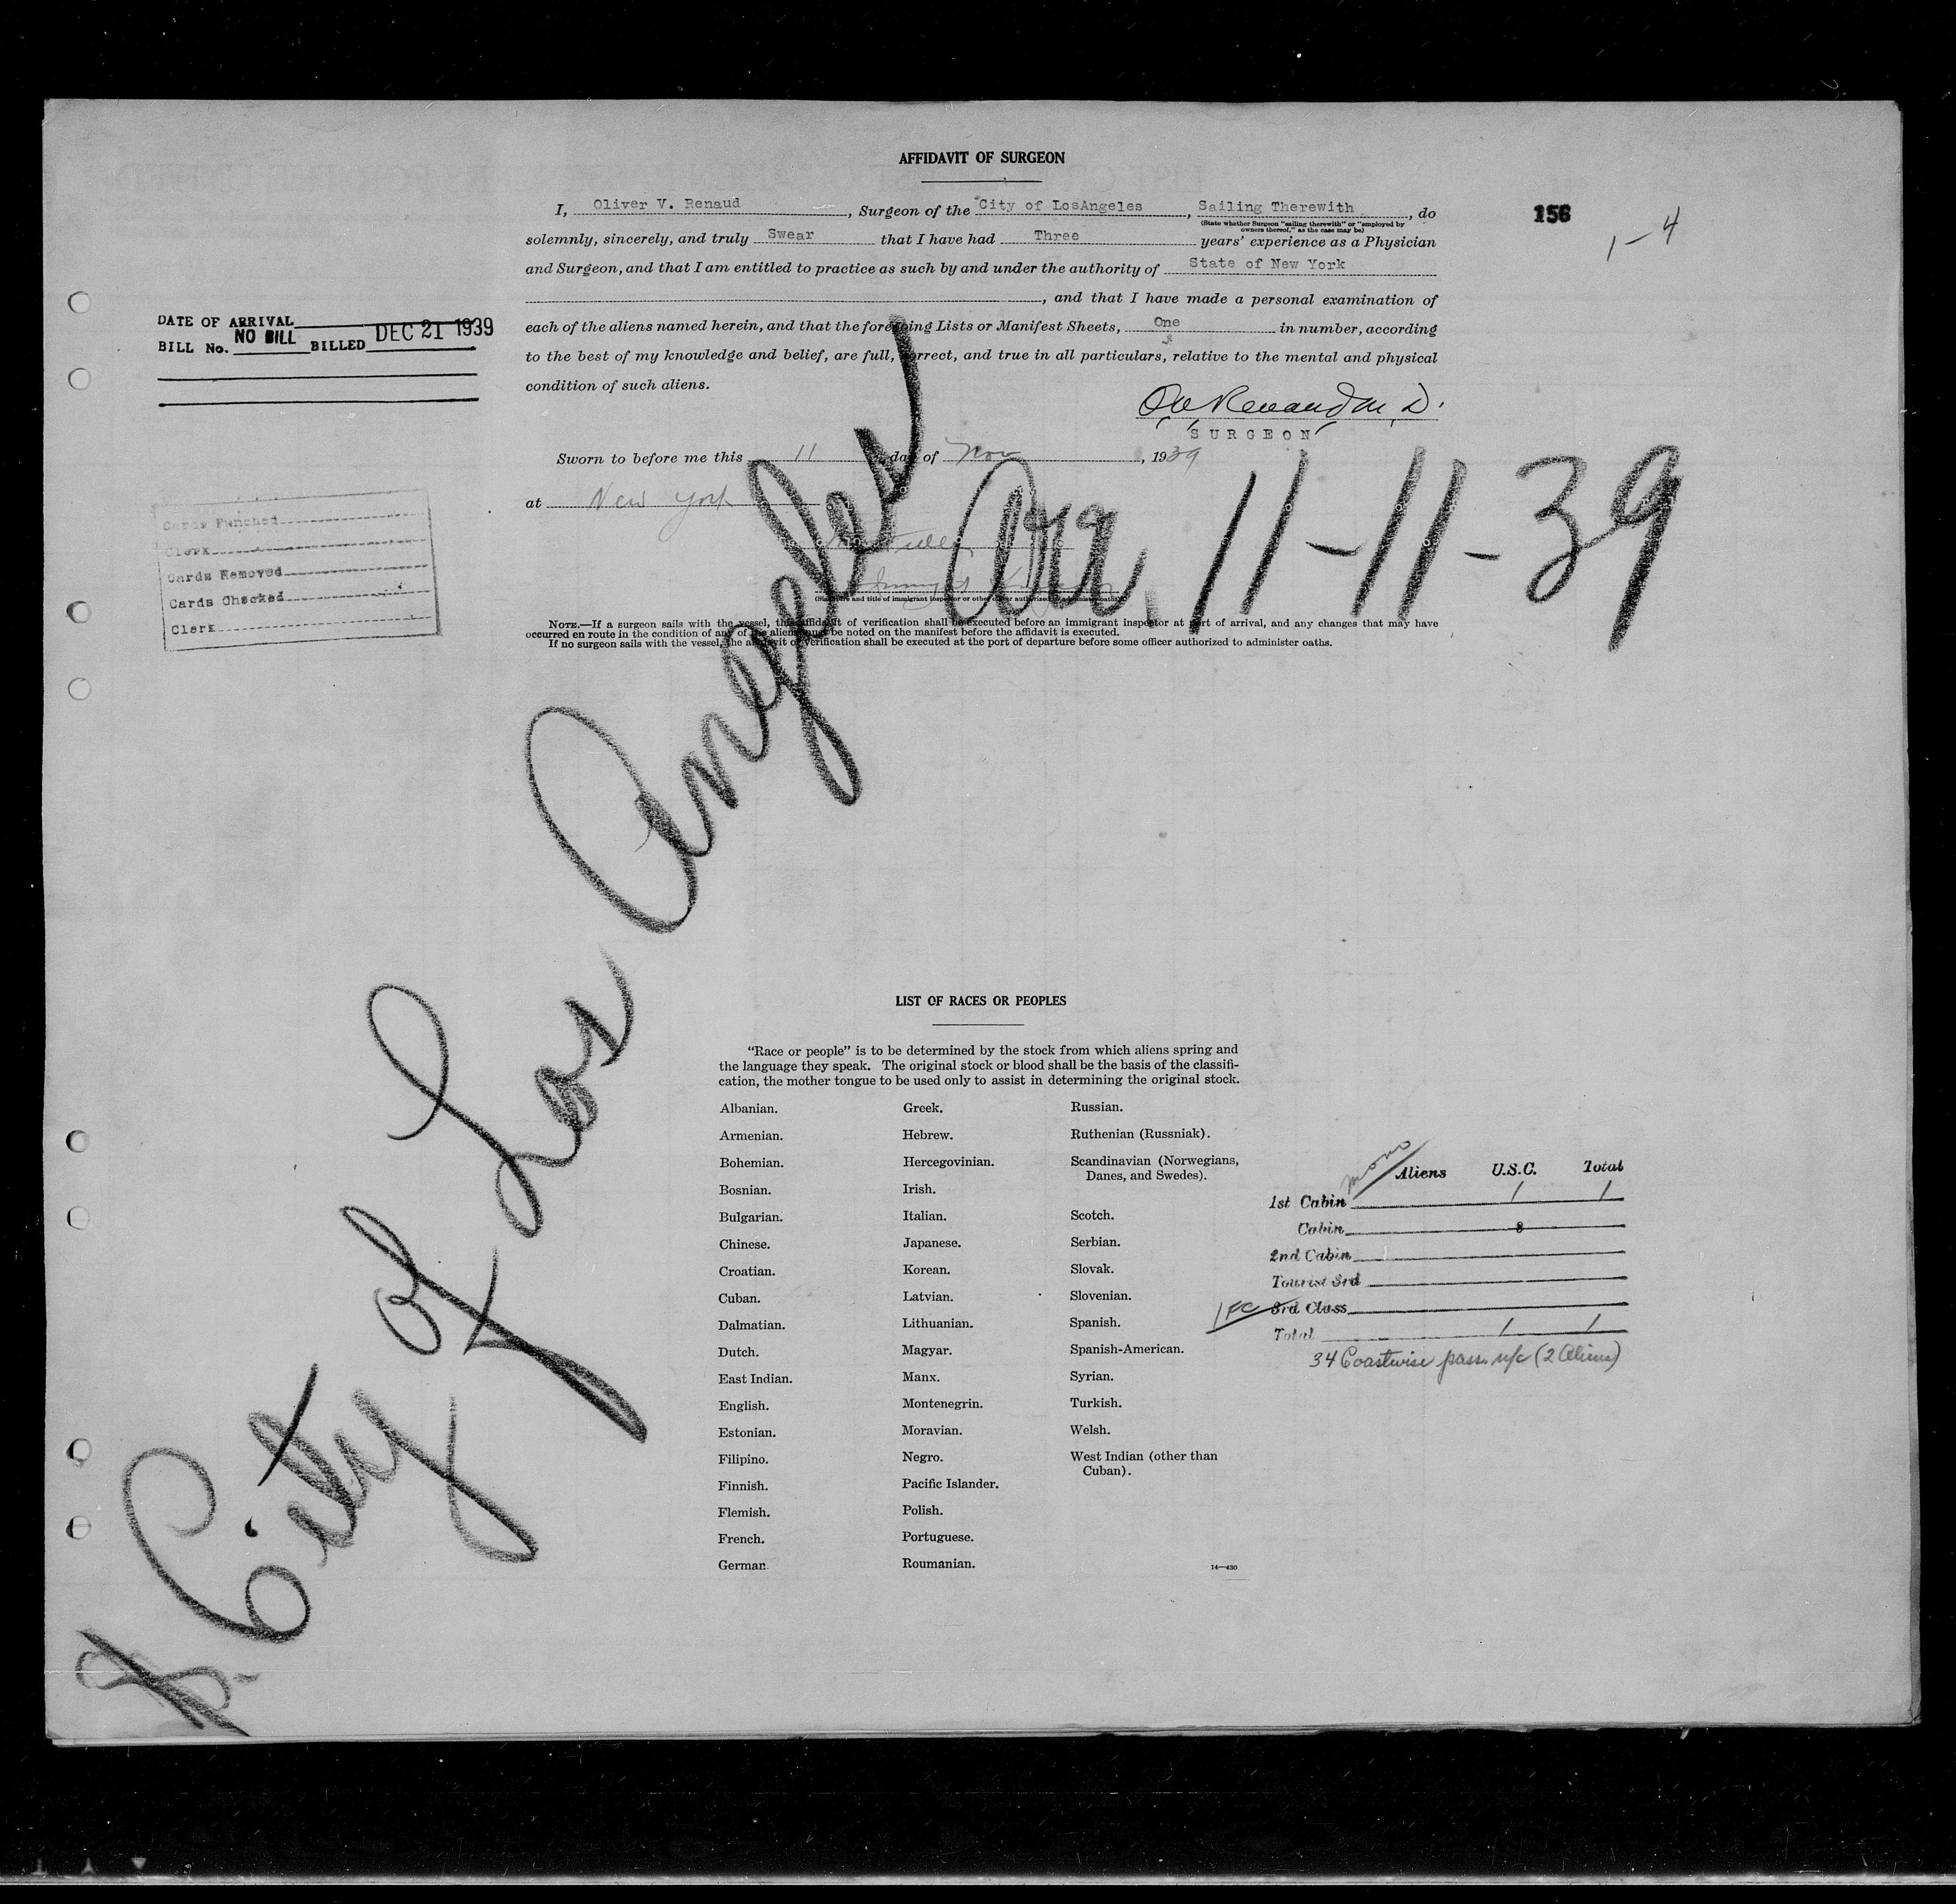 AFFIDAVIT OF SURGEON
156
1-4
I, Oliver V. Renaud, Surgeon of the City of LosAngeles, Sailing Therewith, do
(State whether Surgeon "sailing therewith" or "employed by
owners thereof," as the case may be)
solemnly, sincerely, and truly Swear that I have had Three years' experience as a Physician
and Surgeon, and that I am entitled to practice as such by and under the authority of State of New York
, and that I have made a personal examination of
each of the aliens named herein, and that the foregoing Lists or Manifest Sheets, One in number, according
to the best of my knowledge and belief, are full, correct, and true in all particulars, relative to the mental and physical
condition of such aliens.
DATE OF ARRIVAL DEC 21 1939
BILL No. NO BILL BILLED
OV Renaud M.D.
SURGEON
Sworn to before me this 11 day of Nov, 1939
at New York
(Signature and title of immigrant inspector or other officer authorized to administer oaths)
Cards Punched
Clerk
Cards Removed
Cards Checked
Clerk
Arr. 11-11-39
NOTE.—If a surgeon sails with the vessel, this affidavit of verification shall be executed before an immigrant inspector at port of arrival, and any changes that may have
occurred en route in the condition of any of the aliens must be noted on the manifest before the affidavit is executed.
If no surgeon sails with the vessel, the affidavit of verification shall be executed at the port of departure before some officer authorized to administer oaths.
S. City of Los Angeles
LIST OF RACES OR PEOPLES
"Race or people" is to be determined by the stock from which aliens spring and
the language they speak. The original stock or blood shall be the basis of the classifi-
cation, the mother tongue to be used only to assist in determining the original stock.
Albanian.
Armenian.
Bohemian.
Bosnian.
Bulgarian.
Chinese.
Croatian.
Cuban.
Dalmatian.
Dutch.
East Indian.
English.
Estonian.
Filipino.
Finnish.
Flemish.
French.
German
Greek.
Hebrew.
Hercegovinian.
Irish.
Italian.
Japanese.
Korean.
Latvian.
Lithuanian.
Magyar.
Manx.
Montenegrin.
Moravian.
Negro.
Pacific Islander.
Polish.
Portuguese.
Roumanian.
Russian.
Ruthenian (Russniak).
Scandinavian (Norwegians,
Danes, and Swedes).
Scotch.
Serbian.
Slovak.
Slovenian.
Spanish.
Spanish-American.
Syrian.
Turkish.
Welsh.
West Indian (other than
Cuban).
14—430
Aliens U.S.C. Total
1st Cabin 1 1
Cabin 8
2nd Cabin
Tourist 3rd
3rd Class
Total 1 1
34 Coastwise pass. n/c (2 Aliens)